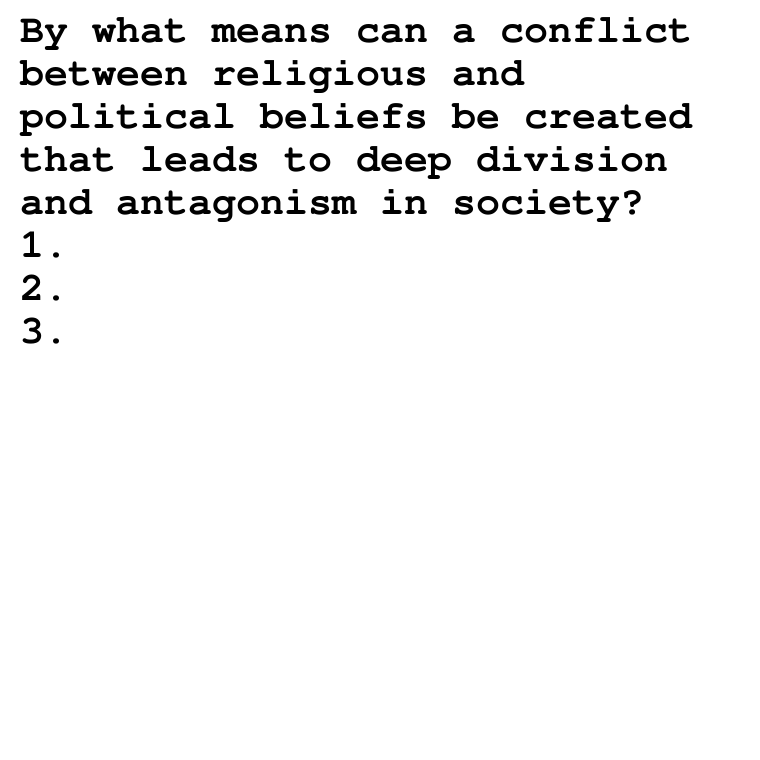 By what means can a conflict
between religious and
political beliefs be created
that leads to deep division
and antagonism in society?
1.
2.
3.